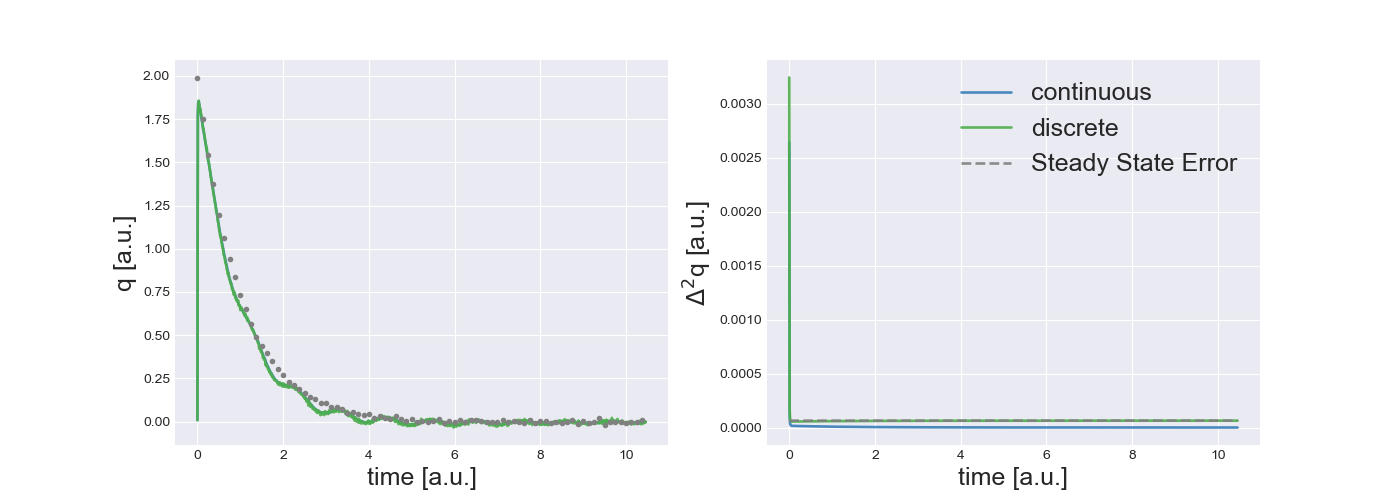 2.00
1.75
1.50
1.25
1.00
0.75
0.50
0.25
0.00
q [a.u.]
0 2 4 6 8 10
time [a.u.]
continuous
discrete
Steady State Error
0.0030
0.0025
0.0020
0.0015
0.0010
0.0005
0.0000
Δ²q [a.u.]
0 2 4 6 8 10
time [a.u.]